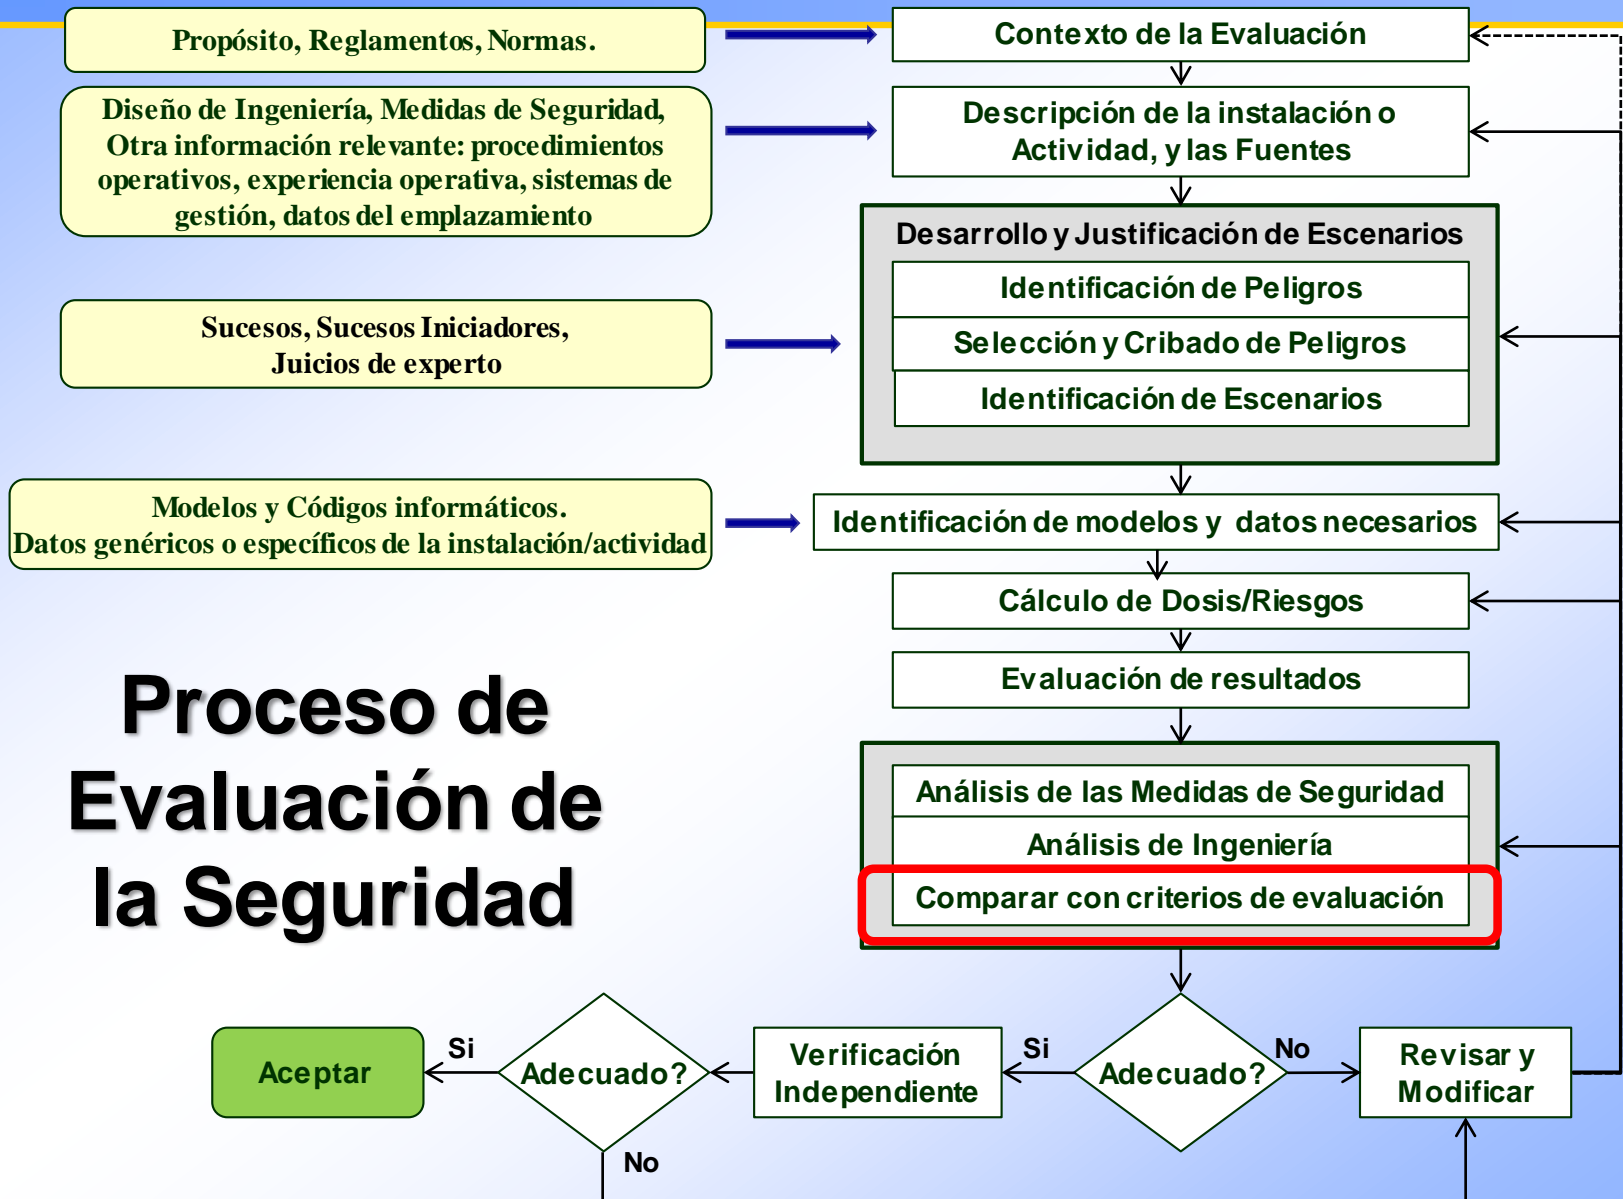 Propósito, Reglamentos, Normas.
Contexto de la Evaluación
Diseño de Ingeniería, Medidas de Seguridad,
Otra información relevante: procedimientos
operativos, experiencia operativa, sistemas de
gestión, datos del emplazamiento
Descripción de la instalación o
Actividad, y las Fuentes
Desarrollo y Justificación de Escenarios
Identificación de Peligros
Selección y Cribado de Peligros
Identificación de Escenarios
Sucesos, Sucesos Iniciadores,
Juicios de experto
Modelos y Códigos informáticos.
Datos genéricos o específicos de la instalación/actividad
Identificación de modelos y datos necesarios
Cálculo de Dosis/Riesgos
Evaluación de resultados
Proceso de
Evaluación de
la Seguridad
Análisis de las Medidas de Seguridad
Análisis de Ingeniería
Comparar con criterios de evaluación
Aceptar
Si
Adecuado?
No
Verificación
Independiente
Si
Adecuado?
No
Revisar y
Modificar